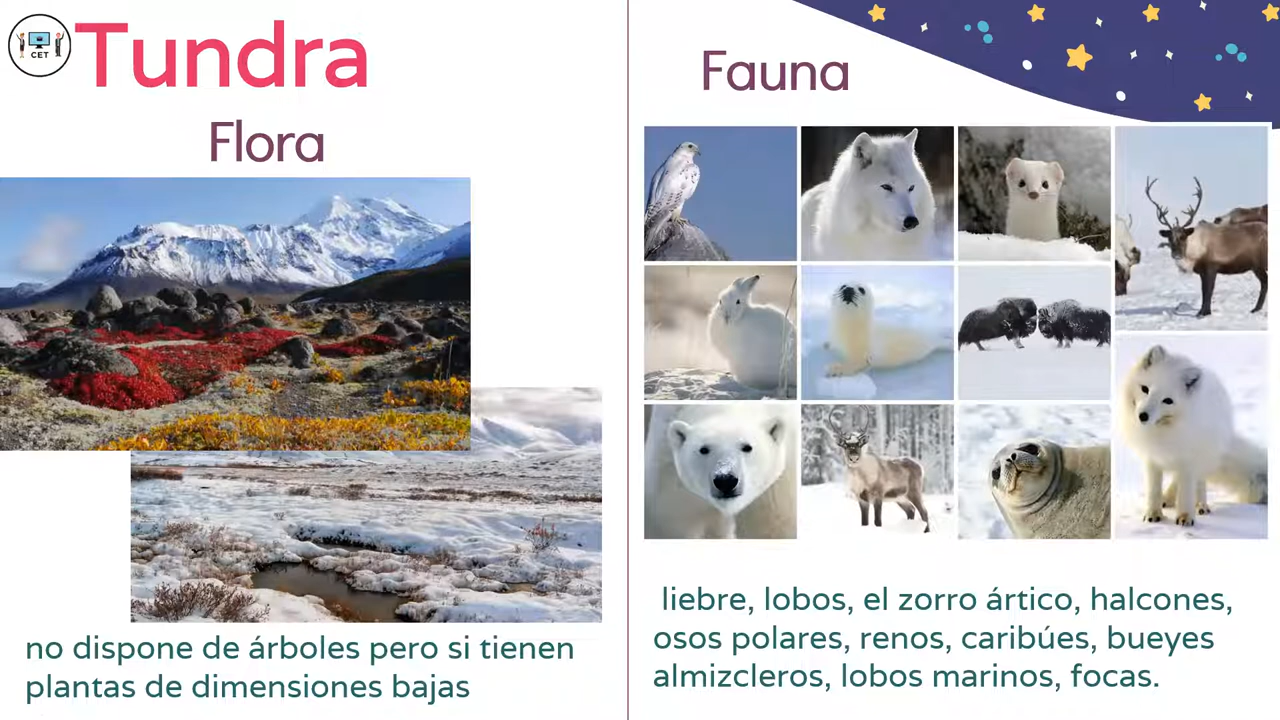 CET
Tundra
Flora
no dispone de árboles pero si tienen
plantas de dimensiones bajas
Fauna
liebre, lobos, el zorro ártico, halcones,
osos polares, renos, caribúes, bueyes
almizcleros, lobos marinos, focas.